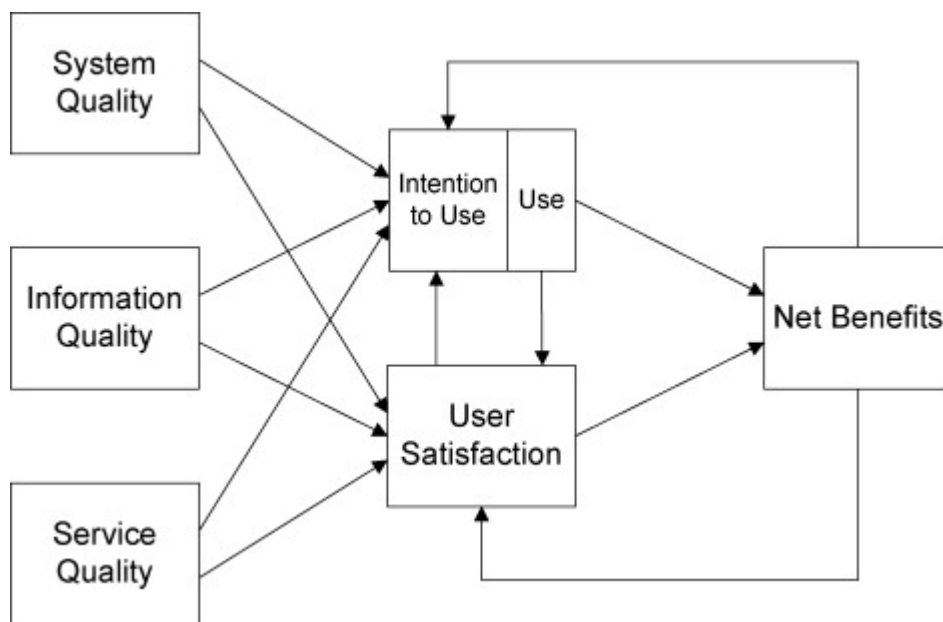 System
Quality
Intention
to Use
Use
Information
Quality
Net Benefits
User
Satisfaction
Service
Quality